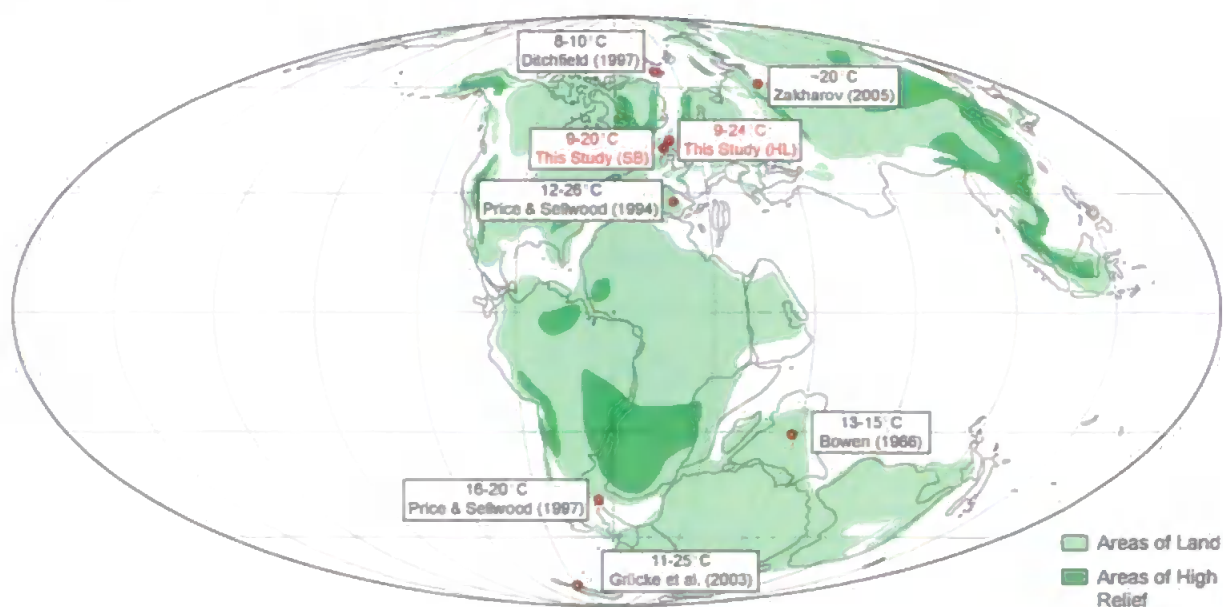 8-10°C
Ditchfield (1997)
~20°C
Zakharov (2005)
9-20°C
This Study (SB)
9-24°C
This Study (HL)
12-26°C
Price & Sellwood (1994)
13-15°C
Bowen (1966)
16-20°C
Price & Sellwood (1997)
11-25°C
Gröcke et al. (2003)
Areas of Land
Areas of High
Relief